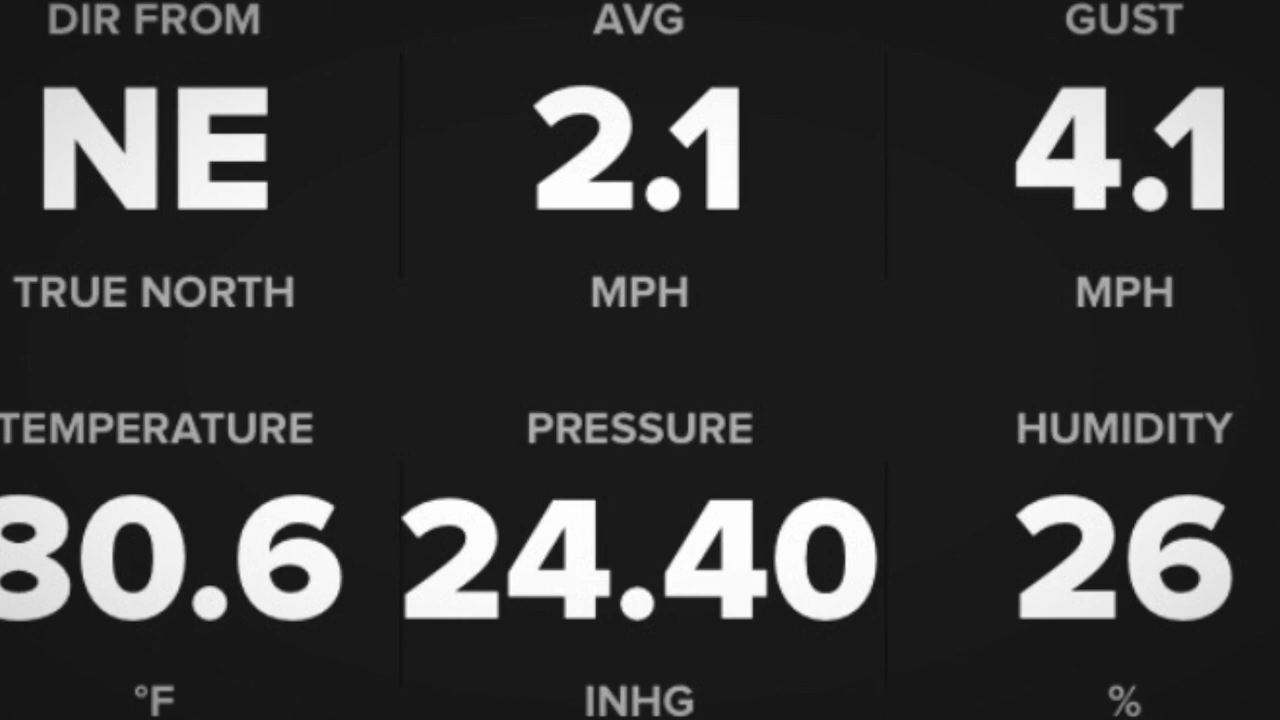 DIR FROM AVG GUST
NE 2.1 4.1
TRUE NORTH MPH MPH
TEMPERATURE PRESSURE HUMIDITY
80.6 24.40 26
°F INHG %